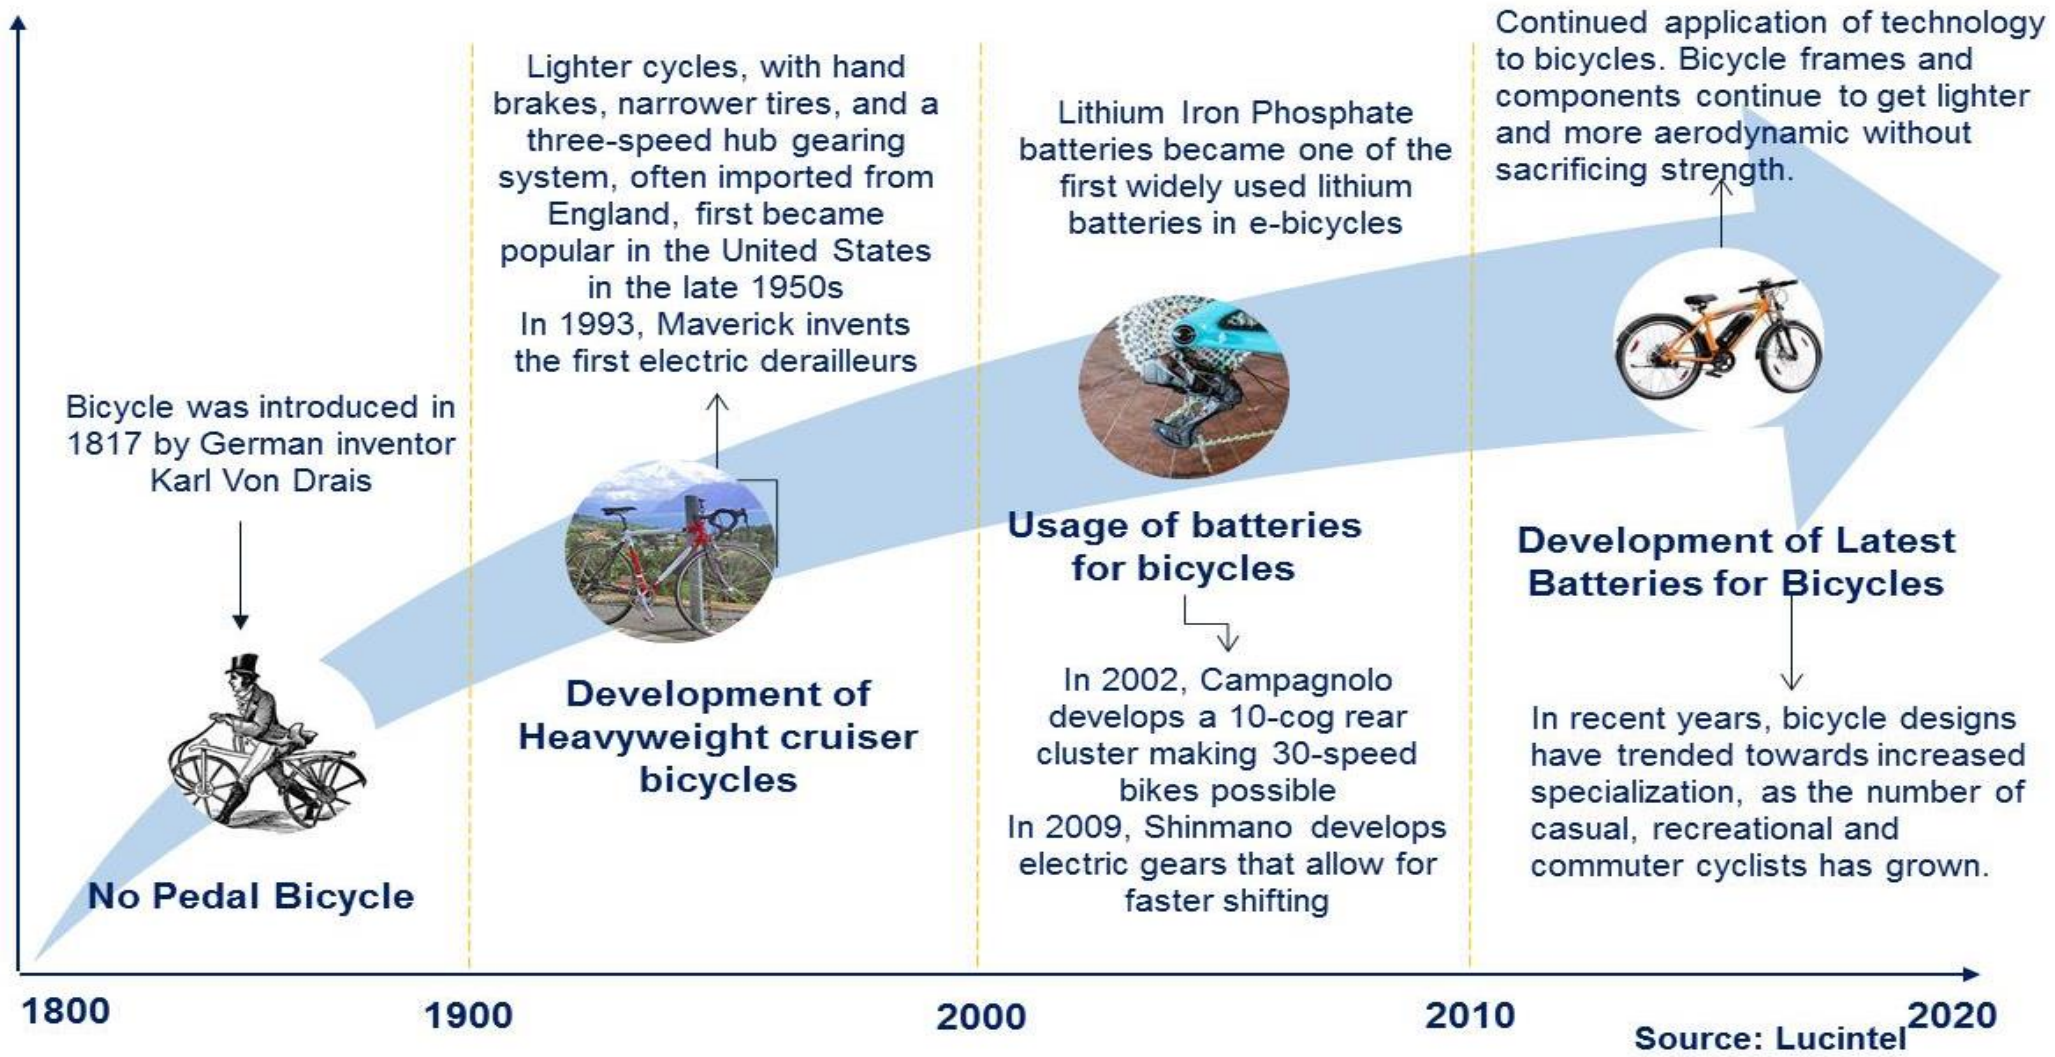 Bicycle was introduced in
1817 by German inventor
Karl Von Drais
No Pedal Bicycle
Lighter cycles, with hand
brakes, narrower tires, and a
three-speed hub gearing
system, often imported from
England, first became
popular in the United States
in the late 1950s
In 1993, Maverick invents
the first electric derailleurs
Development of
Heavyweight cruiser
bicycles
Lithium Iron Phosphate
batteries became one of the
first widely used lithium
batteries in e-bicycles
Usage of batteries
for bicycles
In 2002, Campagnolo
develops a 10-cog rear
cluster making 30-speed
bikes possible
In 2009, Shinmano develops
electric gears that allow for
faster shifting
Continued application of technology
to bicycles. Bicycle frames and
components continue to get lighter
and more aerodynamic without
sacrificing strength.
Development of Latest
Batteries for Bicycles
In recent years, bicycle designs
have trended towards increased
specialization, as the number of
casual, recreational and
commuter cyclists has grown.
1800
1900
2000
2010
2020
Source: Lucintel